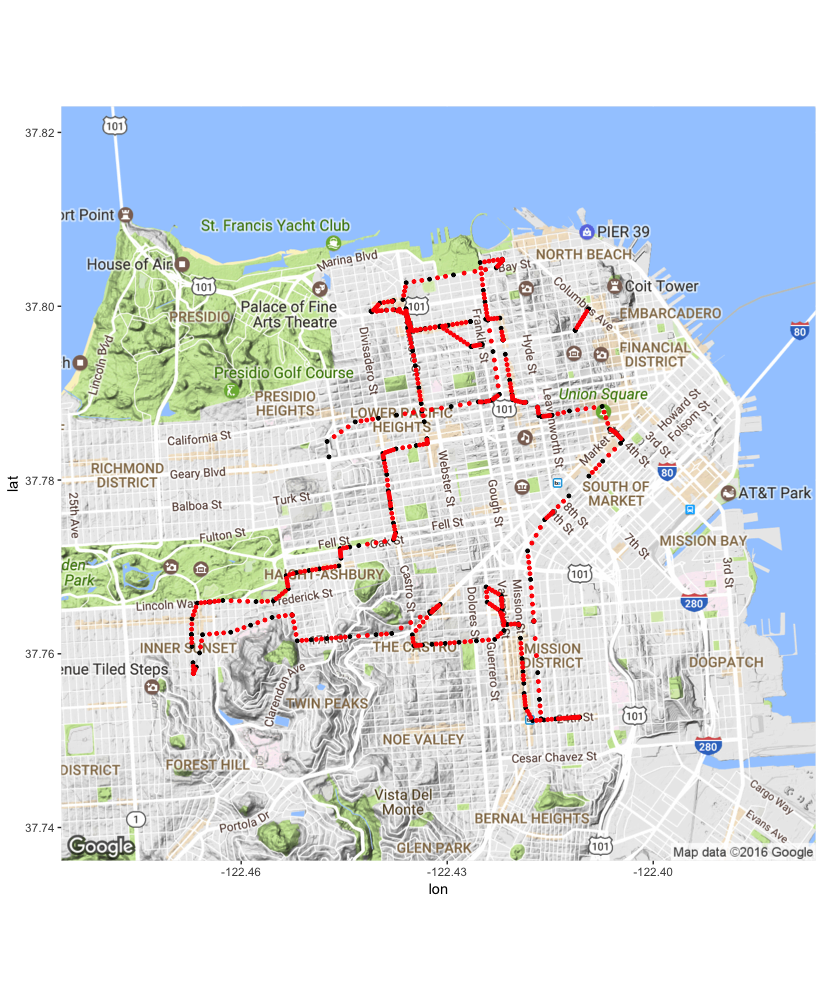 37.82
101
ort Point
St. Francis Yacht Club
PIER 39
Marina Blvd
NORTH BEACH
House of Air
Bay St
101
Columbus Ave
Coit Tower
37.80
PRESIDIO
Palace of Fine
Arts Theatre
101
EMBARCADERO
Lincoln Blvd
Divisadero St
Franklin St
Hyde St
FINANCIAL
DISTRICT
80
h
Presidio Golf Course
PRESIDIO
HEIGHTS
Union Square
LOWER PACIFIC
HEIGHTS
101
Leavenworth St
Howard St
Folsom St
California St
Market St
3rd St
4th St
37.78
RICHMOND
DISTRICT
Geary Blvd
Webster St
80
25th Ave
Turk St
Gough St
SOUTH OF
MARKET
AT&T Park
Balboa St
8th St
7th St
Fell St
Fulton St
Fell St
Oak St
7th St
MISSION BAY
den
Park
HAIGHT-ASHBURY
Castro St
101
3rd St
Lincoln Wa
Frederick St
Dolores St
Mission
280
INNER SUNSET
17th St
THE CASTRO
Guerrero St
MISSION
DISTRICT
37.76
DOGPATCH
enue Tiled Steps
Clarendon Ave
TWIN PEAKS
24th St
101
NOE VALLEY
280
FOREST HILL
Cesar Chavez St
DISTRICT
Vista Del
Monte
Cargo Way
1
Portola Dr
BERNAL HEIGHTS
Evans Ave
37.74
Google
GLEN PARK
101
Map data ©2016 Google
-122.46
-122.43
-122.40
lon
lat